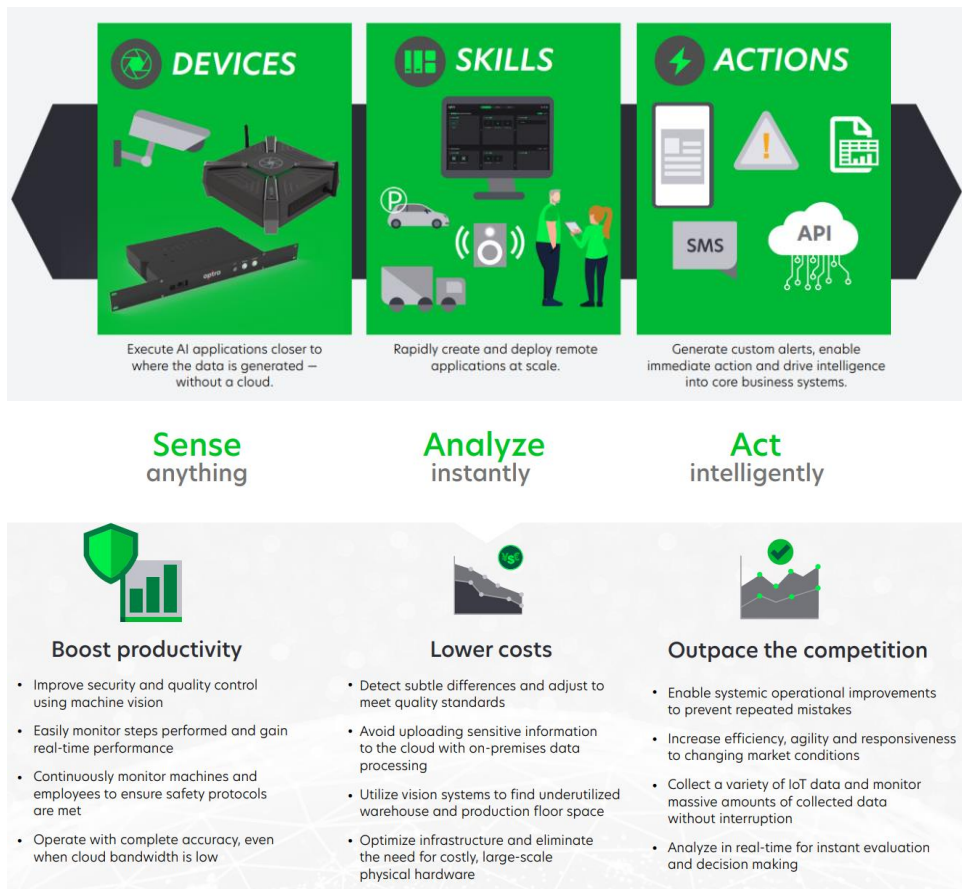 DEVICES
SKILLS
ACTIONS
optra
P
SMS
API
Execute AI applications closer to
where the data is generated —
without a cloud.
Rapidly create and deploy remote
applications at scale.
Generate custom alerts, enable
immediate action and drive intelligence
into core business systems.
Sense
anything
Analyze
instantly
Act
intelligently
¥$€
Boost productivity
• Improve security and quality control
using machine vision
• Easily monitor steps performed and gain
real-time performance
• Continuously monitor machines and
employees to ensure safety protocols
are met
• Operate with complete accuracy, even
when cloud bandwidth is low
Lower costs
• Detect subtle differences and adjust to
meet quality standards
• Avoid uploading sensitive information
to the cloud with on-premises data
processing
• Utilize vision systems to find underutilized
warehouse and production floor space
• Optimize infrastructure and eliminate
the need for costly, large-scale
physical hardware
Outpace the competition
• Enable systemic operational improvements
to prevent repeated mistakes
• Increase efficiency, agility and responsiveness
to changing market conditions
• Collect a variety of IoT data and monitor
massive amounts of collected data
without interruption
• Analyze in real-time for instant evaluation
and decision making